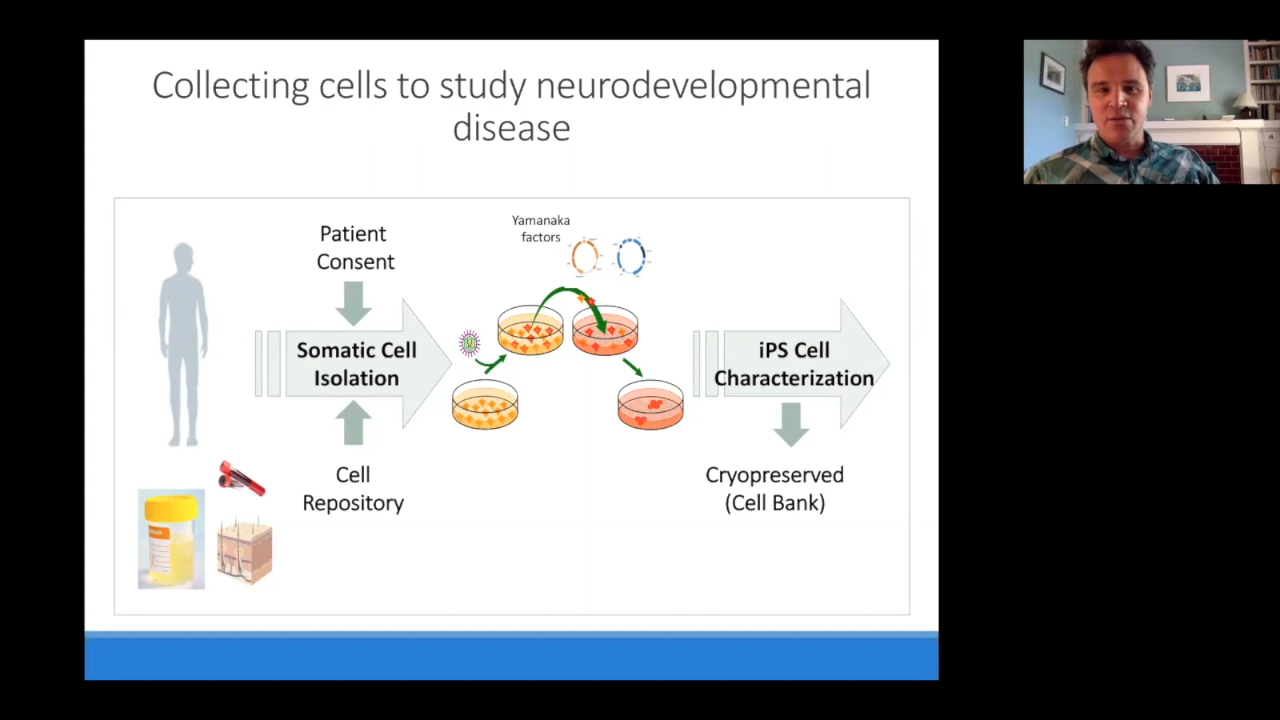 Collecting cells to study neurodevelopmental
disease
Yamanaka
factors
Patient
Consent
Somatic Cell
Isolation
iPS Cell
Characterization
Cell
Repository
Cryopreserved
(Cell Bank)